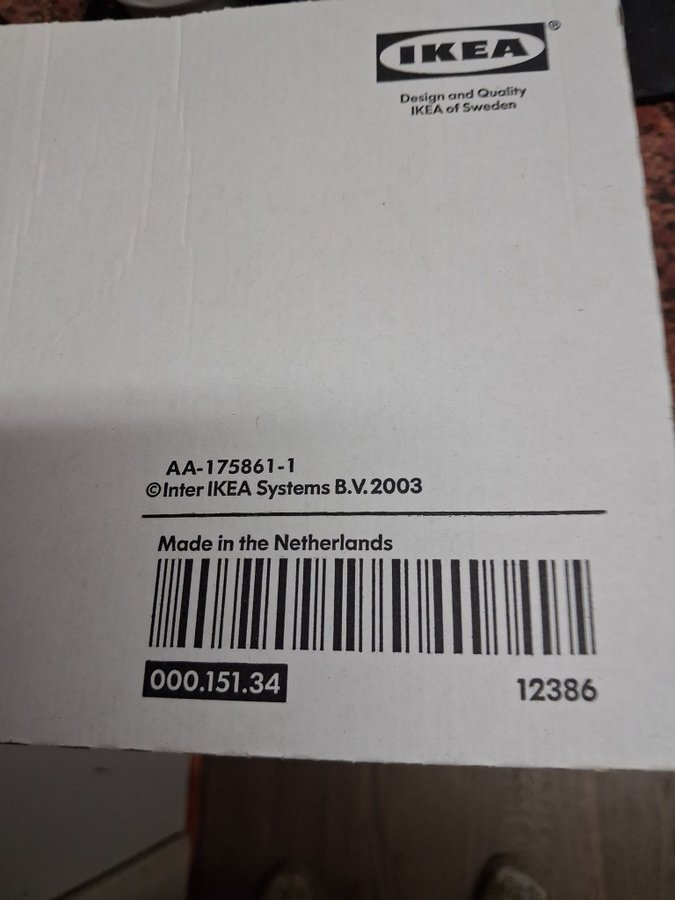 IKEA®
Design and Quality
IKEA of Sweden
AA-175861-1
©Inter IKEA Systems B.V. 2003
Made in the Netherlands
000.151.34
12386